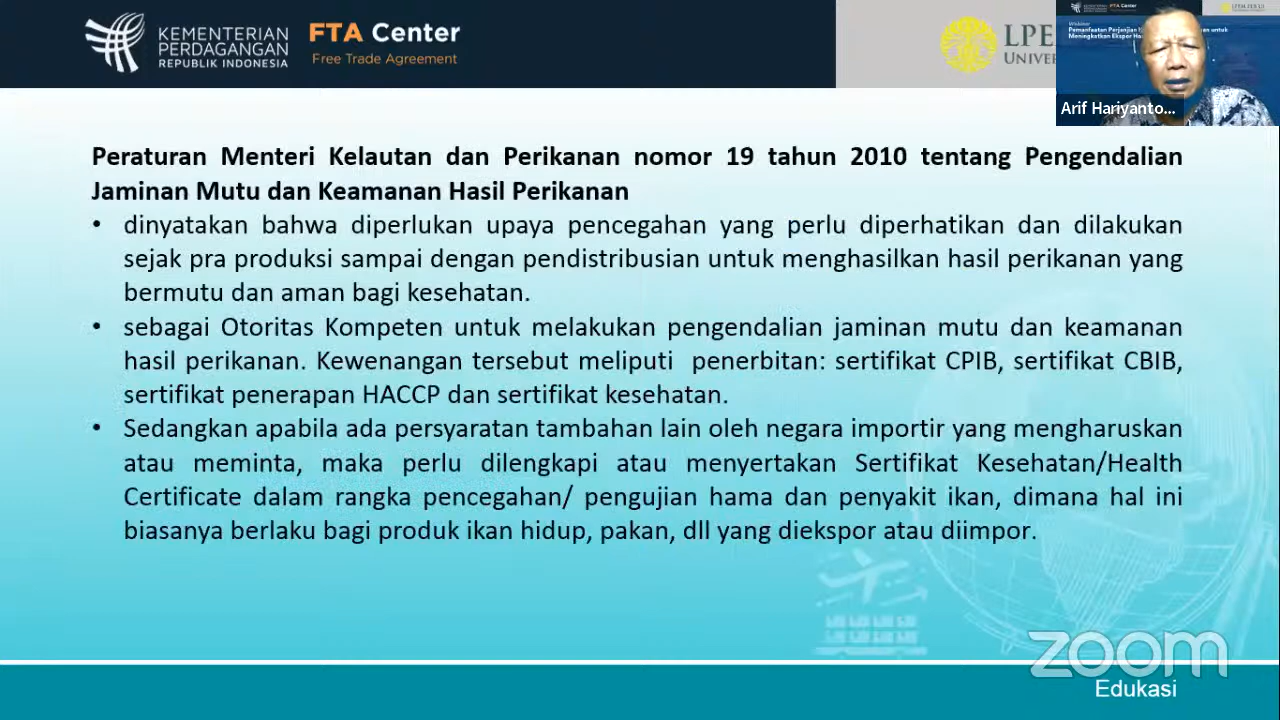 KEMENTERIAN
PERDAGANGAN
REPUBLIK INDONESIA
FTA Center
Free Trade Agreement
LPE
UNIVER
FTA Center
Webinar
Arif Hariyanto...
Peraturan Menteri Kelautan dan Perikanan nomor 19 tahun 2010 tentang Pengendalian
Jaminan Mutu dan Keamanan Hasil Perikanan
• dinyatakan bahwa diperlukan upaya pencegahan yang perlu diperhatikan dan dilakukan
sejak pra produksi sampai dengan pendistribusian untuk menghasilkan hasil perikanan yang
bermutu dan aman bagi kesehatan.
• sebagai Otoritas Kompeten untuk melakukan pengendalian jaminan mutu dan keamanan
hasil perikanan. Kewenangan tersebut meliputi penerbitan: sertifikat CPIB, sertifikat CBIB,
sertifikat penerapan HACCP dan sertifikat kesehatan.
• Sedangkan apabila ada persyaratan tambahan lain oleh negara importir yang mengharuskan
atau meminta, maka perlu dilengkapi atau menyertakan Sertifikat Kesehatan/Health
Certificate dalam rangka pencegahan/ pengujian hama dan penyakit ikan, dimana hal ini
biasanya berlaku bagi produk ikan hidup, pakan, dll yang diekspor atau diimpor.
zoom
Edukasi